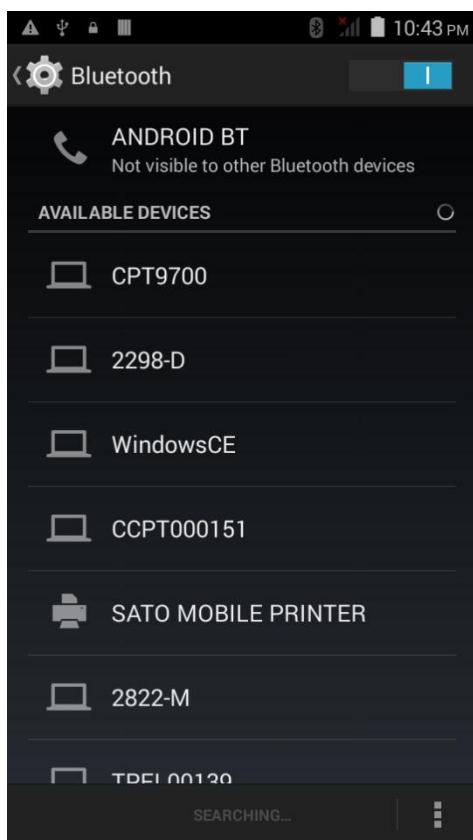 10:43 PM
Bluetooth
ANDROID BT
Not visible to other Bluetooth devices
AVAILABLE DEVICES
CPT9700
2298-D
WindowsCE
CCPT000151
SATO MOBILE PRINTER
2822-M
TPEL00139
SEARCHING...